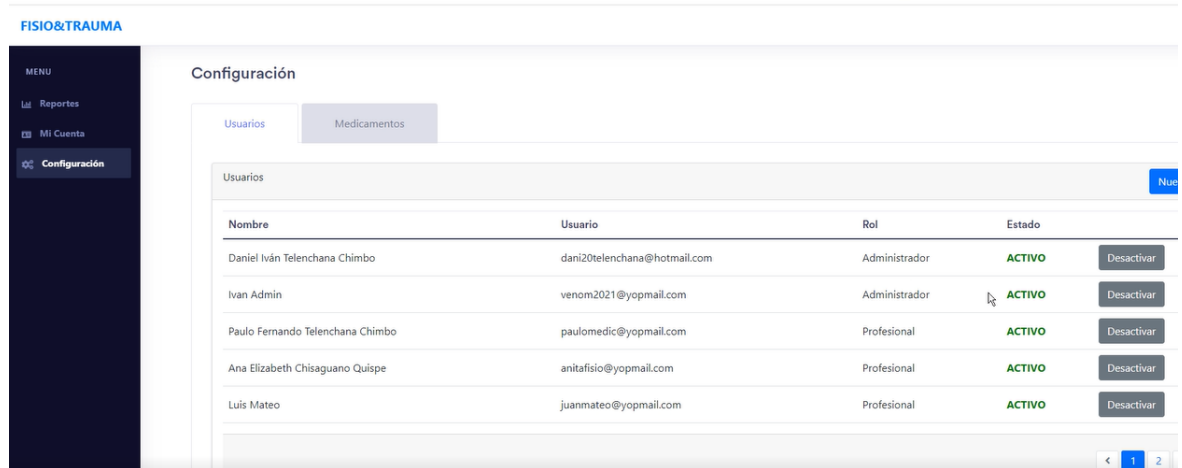 FISIO&TRAUMA
MENU
Reportes
Mi Cuenta
Configuración
Configuración
Usuarios Medicamentos
Usuarios Nue
Nombre Usuario Rol Estado
Daniel Iván Telenchana Chimbo dani20telenchana@hotmail.com Administrador ACTIVO Desactivar
Ivan Admin venom2021@yopmail.com Administrador ACTIVO Desactivar
Paulo Fernando Telenchana Chimbo paulomedic@yopmail.com Profesional ACTIVO Desactivar
Ana Elizabeth Chisaguano Quispe anitafisio@yopmail.com Profesional ACTIVO Desactivar
Luis Mateo juanmateo@yopmail.com Profesional ACTIVO Desactivar
‹ 1 2